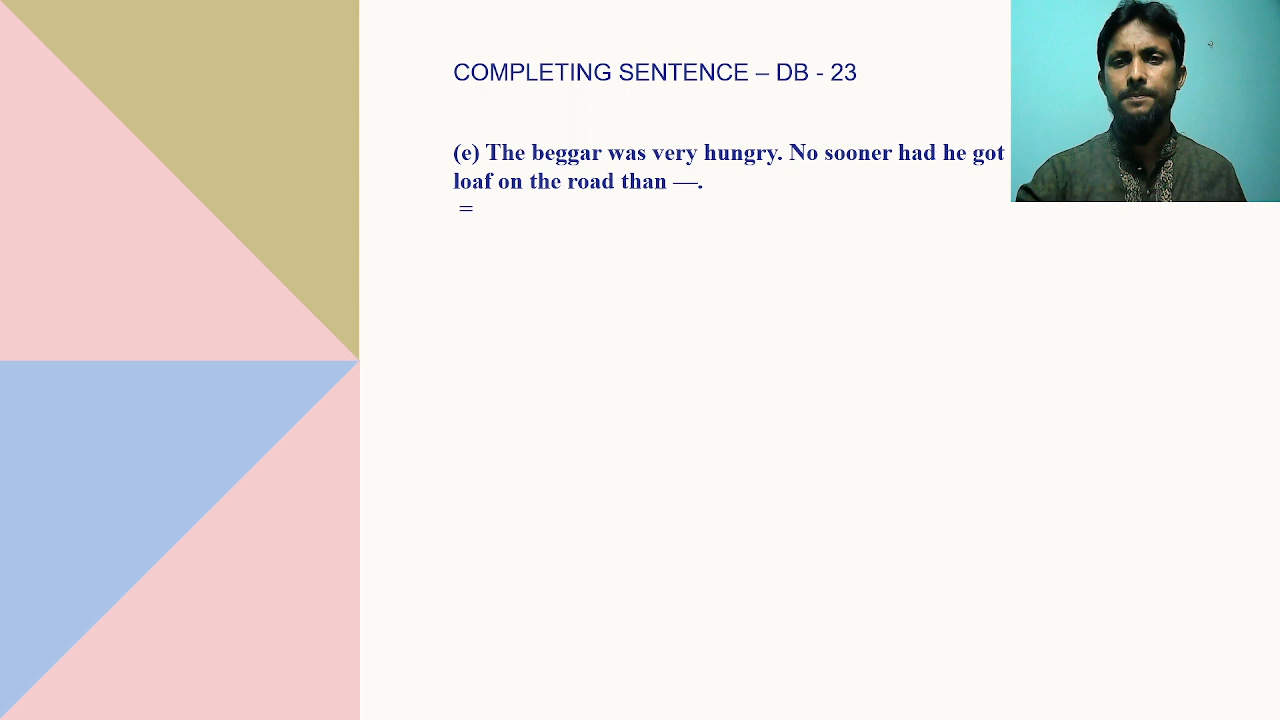 COMPLETING SENTENCE – DB - 23
(e) The beggar was very hungry. No sooner had he got
loaf on the road than —.
=